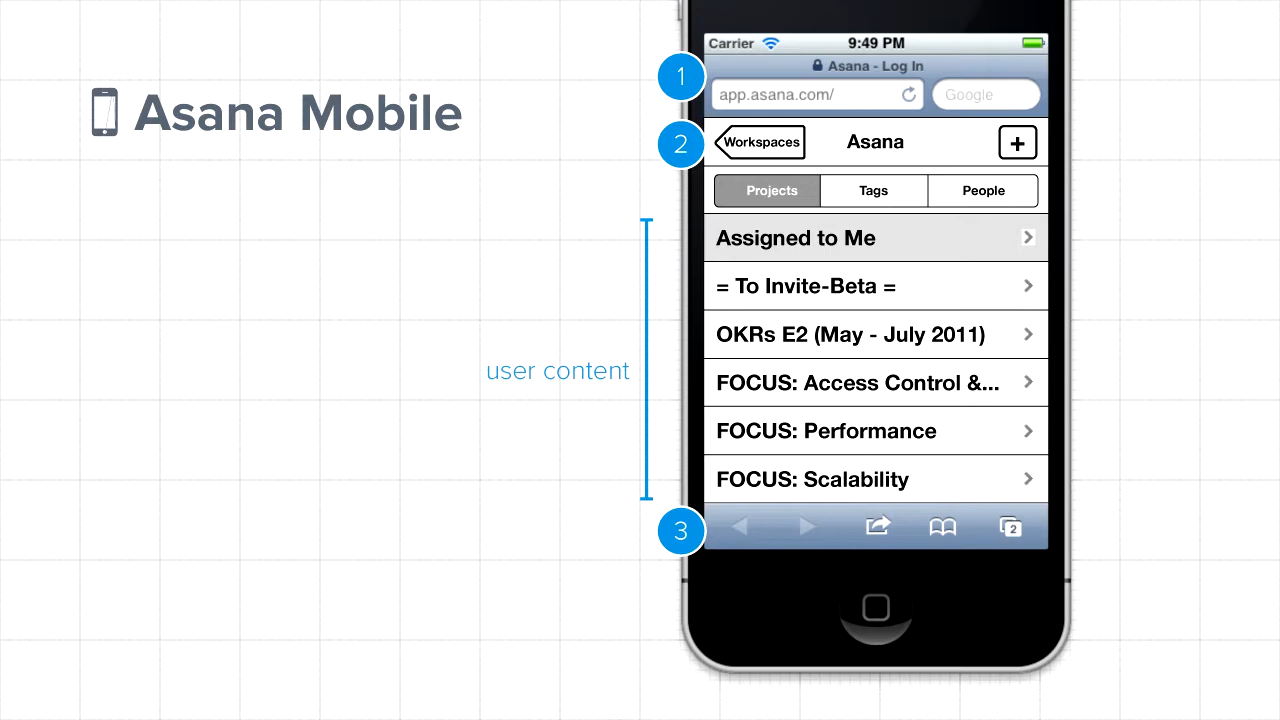 Asana Mobile
Carrier 9:49 PM
1
Asana - Log In
app.asana.com/ Google
2
Workspaces Asana +
Projects Tags People
Assigned to Me
= To Invite-Beta =
OKRs E2 (May - July 2011)
user content
FOCUS: Access Control &...
FOCUS: Performance
FOCUS: Scalability
3
2